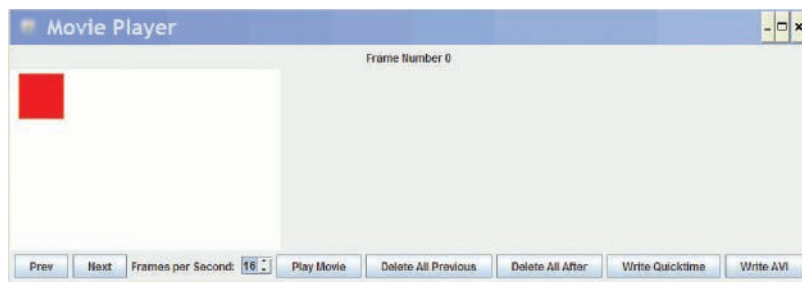 Movie Player
Frame Number 0
Prev Next Frames per Second: 16 Play Movie Delete All Previous Delete All After Write Quicktime Write AVI